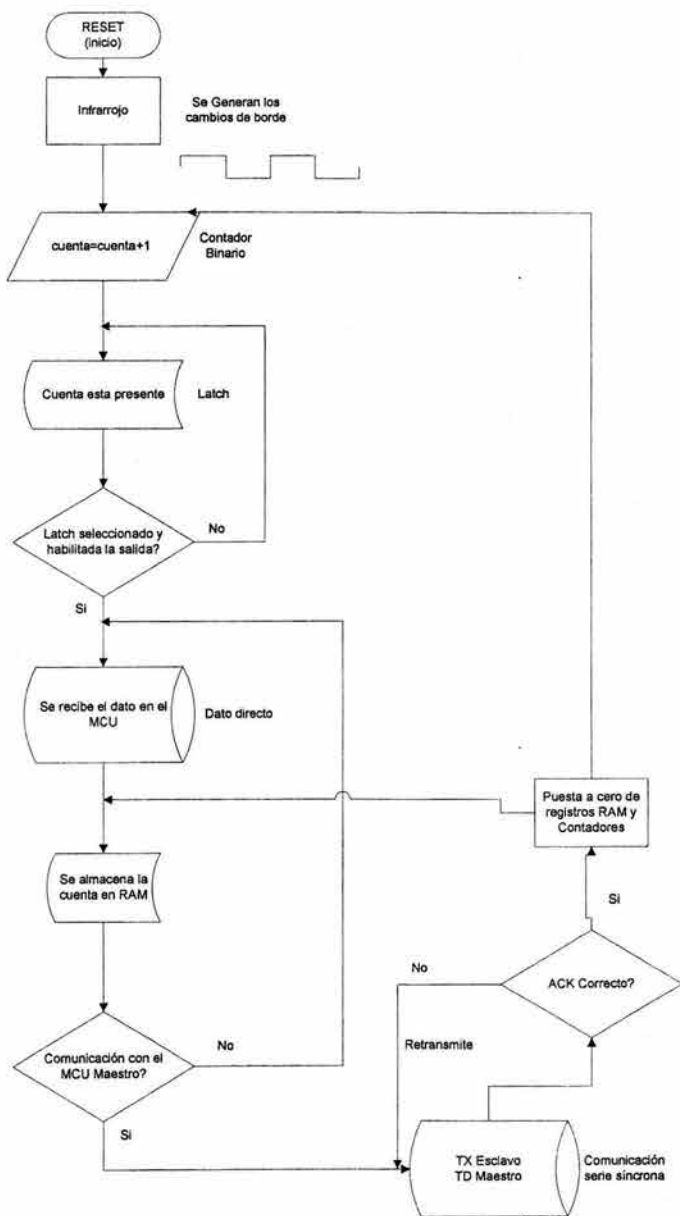 RESET
(inicio)
Infrarrojo
Se Generan los
cambios de borde
cuenta=cuenta+1
Contador
Binario
Cuenta esta presente
Latch
Latch seleccionado y
habilitada la salida?
No
Si
Se recibe el dato en el
MCU
Dato directo
Puesta a cero de
registros RAM y
Contadores
Se almacena la
cuenta en RAM
Si
No
ACK Correcto?
Retransmite
Comunicación con el
MCU Maestro?
No
Si
TX Esclavo
TD Maestro
Comunicación
serie síncrona